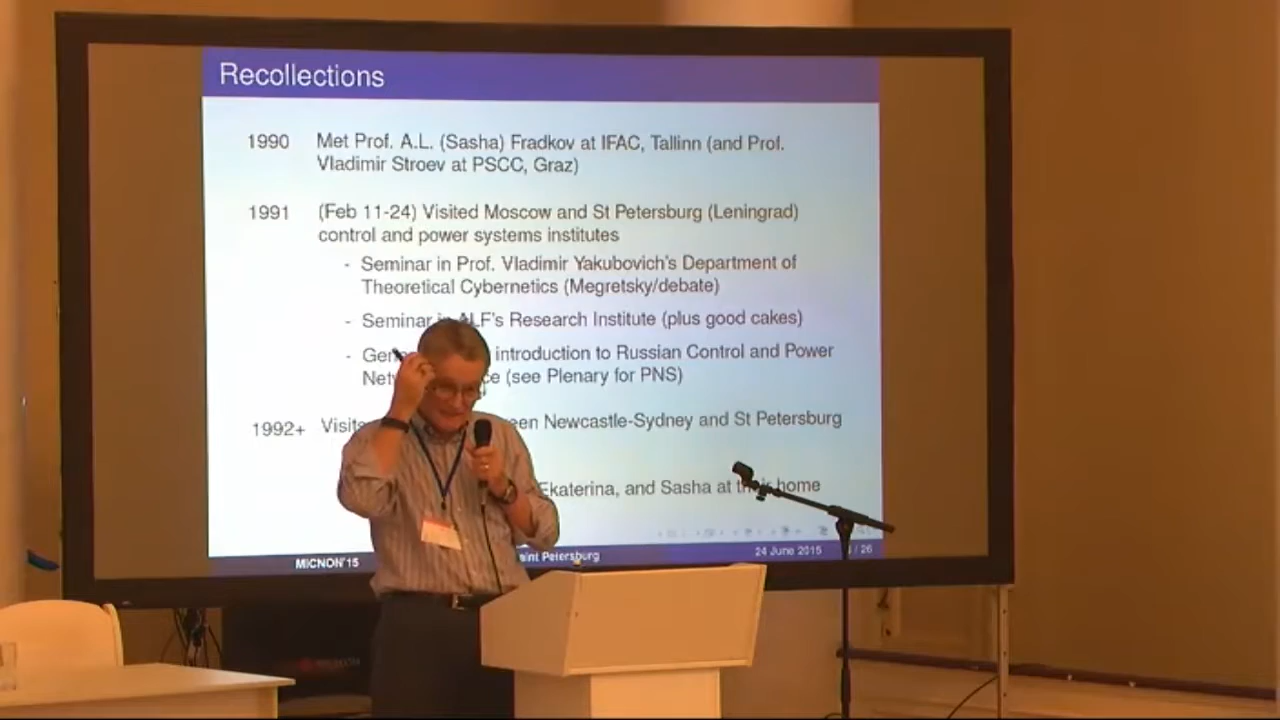 Recollections
1990 Met Prof. A.L. (Sasha) Fradkov at IFAC, Tallinn (and Prof.
Vladimir Stroev at PSCC, Graz)
1991 (Feb 11-24) Visited Moscow and St Petersburg (Leningrad)
control and power systems institutes
- Seminar in Prof. Vladimir Yakubovich's Department of
Theoretical Cybernetics (Megretsky/debate)
- Seminar ALF's Research Institute (plus good cakes)
- introduction to Russian Control and Power
(see Plenary for PNS)
1992+ Newcastle-Sydney and St Petersburg
Ekaterina, and Sasha at their home
MICNON'15 Petersburg 24 June 2015 / 26